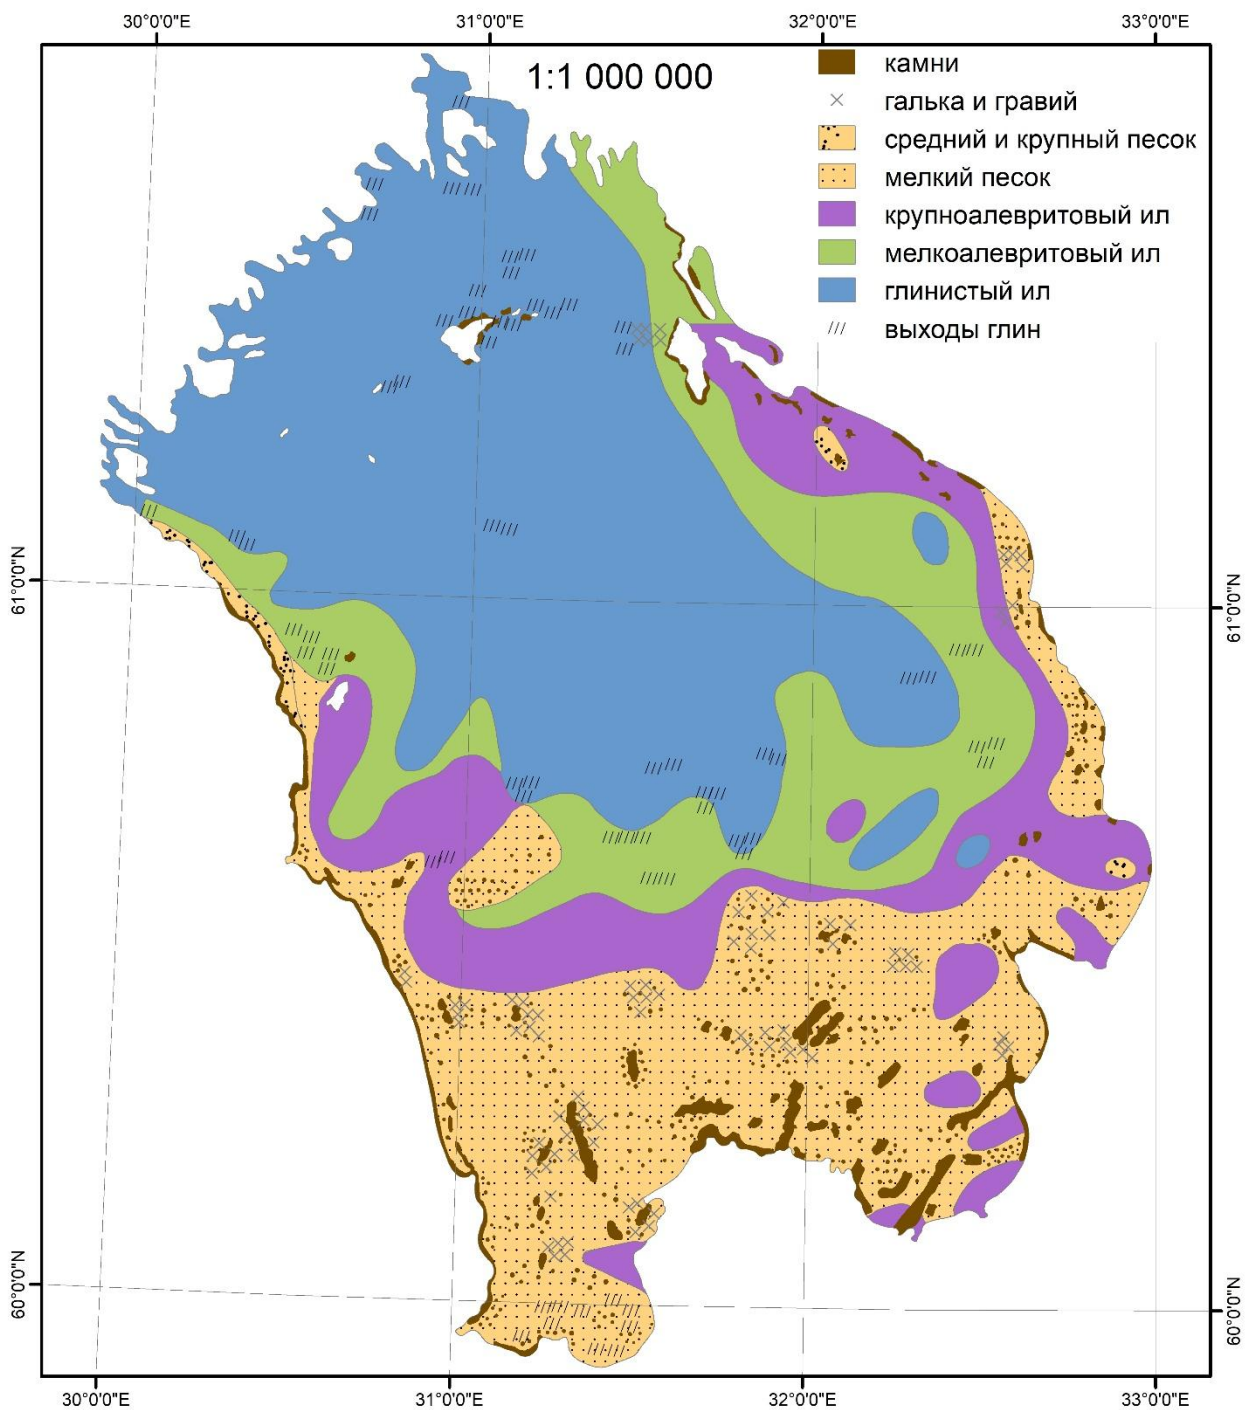 30°0'0"E 31°0'0"E 32°0'0"E 33°0'0"E
1:1 000 000
камни
галька и гравий
средний и крупный песок
мелкий песок
крупноалевритовый ил
мелкоалевритовый ил
глинистый ил
выходы глин
61°0'0"N 61°0'0"N
60°0'0"N 60°0'0"N
30°0'0"E 31°0'0"E 32°0'0"E 33°0'0"E